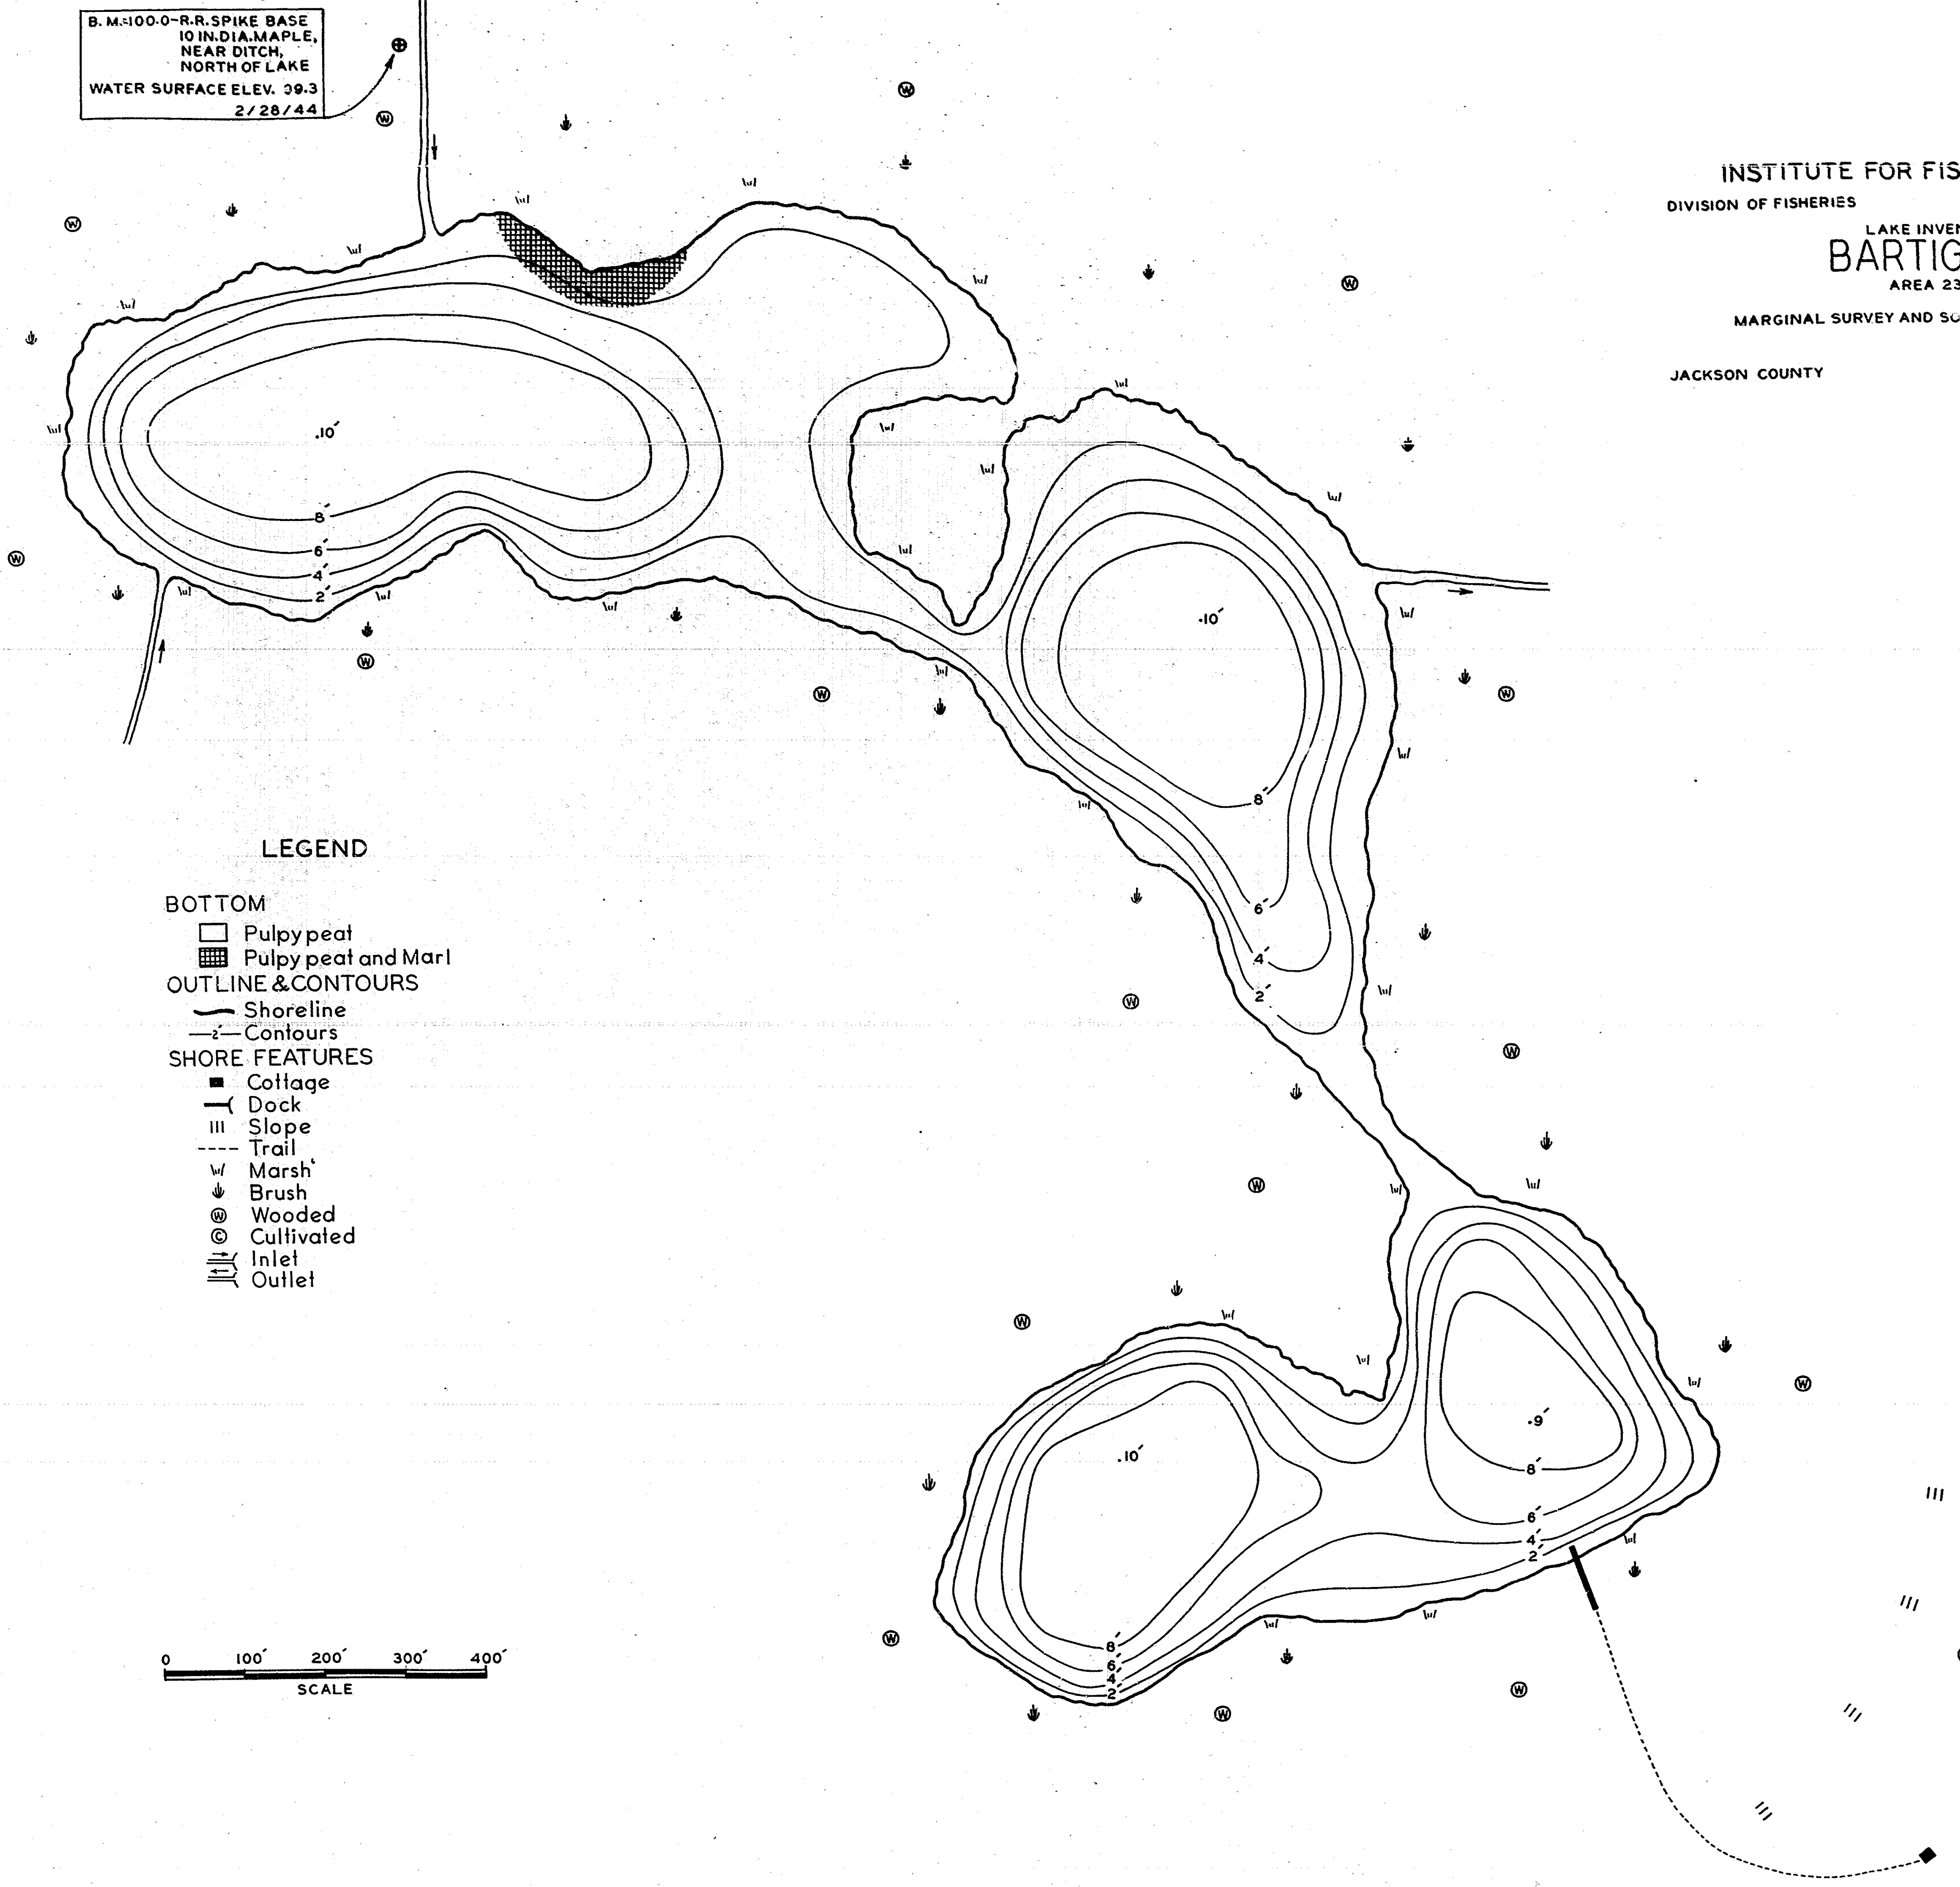 B. M.=100.0-R.R. SPIKE BASE
10 IN. DIA. MAPLE,
NEAR DITCH,
NORTH OF LAKE
WATER SURFACE ELEV. 99.3
2/28/44
INSTITUTE FOR FIS
DIVISION OF FISHERIES
LAKE INVEN
BARTIG
AREA 23
MARGINAL SURVEY AND SO
JACKSON COUNTY
.10´
8´
6´
4´
2´
.10´
8´
6´
4´
2´
LEGEND
BOTTOM
Pulpy peat
Pulpy peat and Marl
OUTLINE & CONTOURS
Shoreline
2´ Contours
SHORE FEATURES
Cottage
Dock
Slope
Trail
Marsh
Brush
W Wooded
C Cultivated
Inlet
Outlet
.9´
8´
6´
4´
2´
.10´
8´
6´
4´
2´
0 100´ 200´ 300´ 400´
SCALE